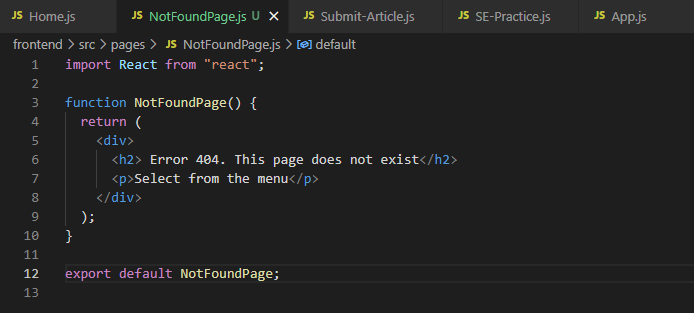 JS Home.js JS NotFoundPage.js U × JS Submit-Article.js JS SE-Practice.js JS App.js
frontend > src > pages > JS NotFoundPage.js > default
1 import React from "react";
2
3 function NotFoundPage() {
4 return (
5 <div>
6 <h2> Error 404. This page does not exist</h2>
7 <p>Select from the menu</p>
8 </div>
9 );
10 }
11
12 export default NotFoundPage;
13